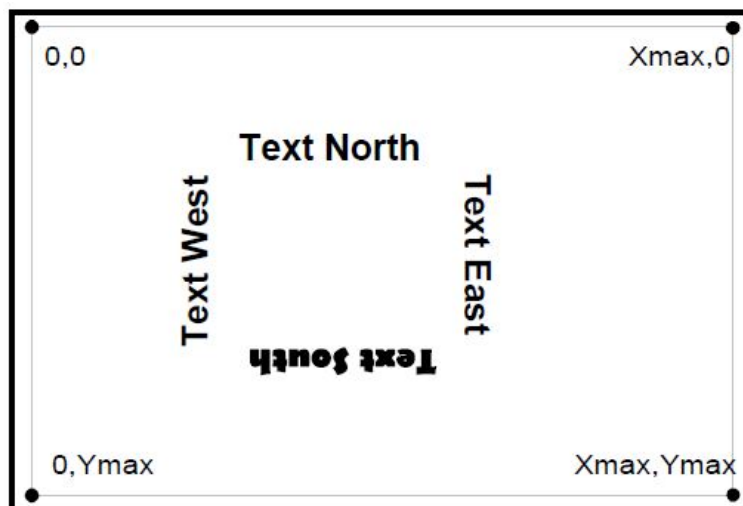 0,0
Xmax,0
Text North
Text West
Text East
Text South
0,Ymax
Xmax,Ymax